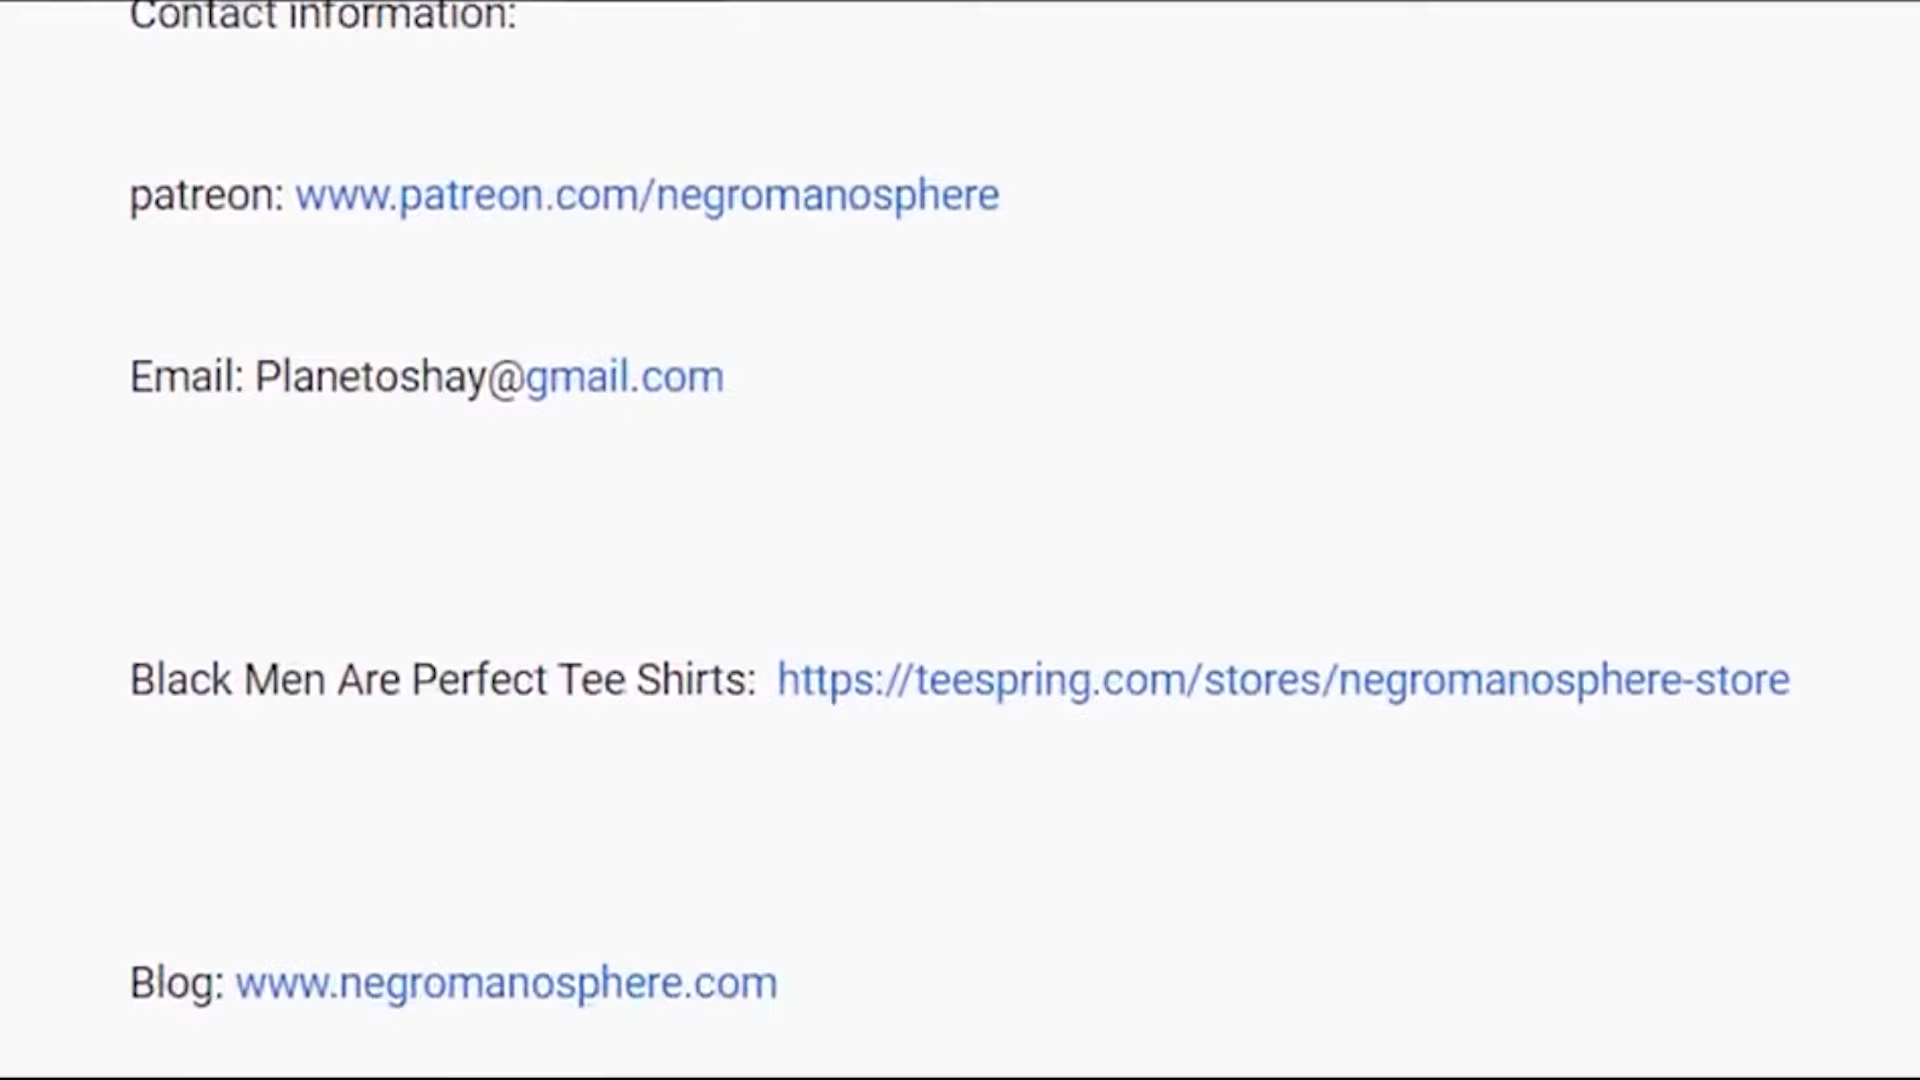 Contact information:
patreon: www.patreon.com/negromanosphere
Email: Planetoshay@gmail.com
Black Men Are Perfect Tee Shirts: https://teespring.com/stores/negromanosphere-store
Blog: www.negromanosphere.com